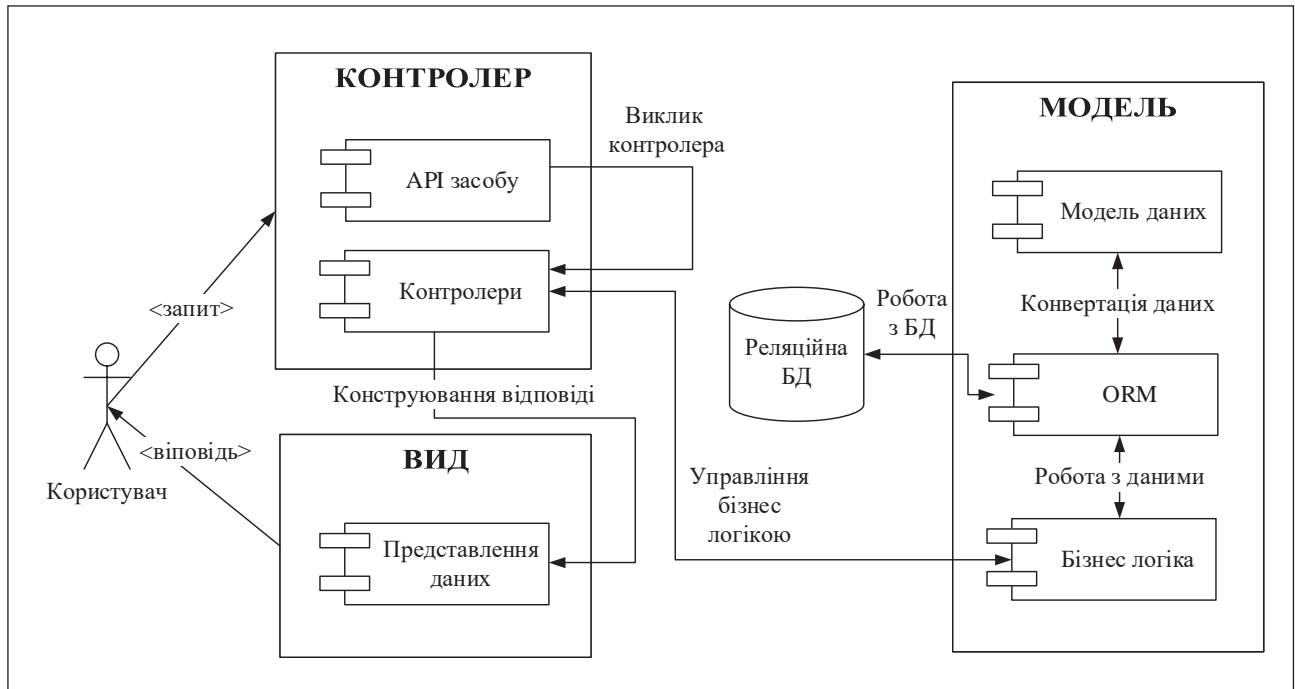 КОНТРОЛЕР
API засобу
Виклик
контролера
Контролери
<запит>
Користувач
<віповідь>
Конструювання відповіді
ВИД
Представлення
даних
Реляційна
БД
Робота
з БД
Управління
бізнес
логікою
МОДЕЛЬ
Модель даних
Конвертація даних
ORM
Робота з даними
Бізнес логіка